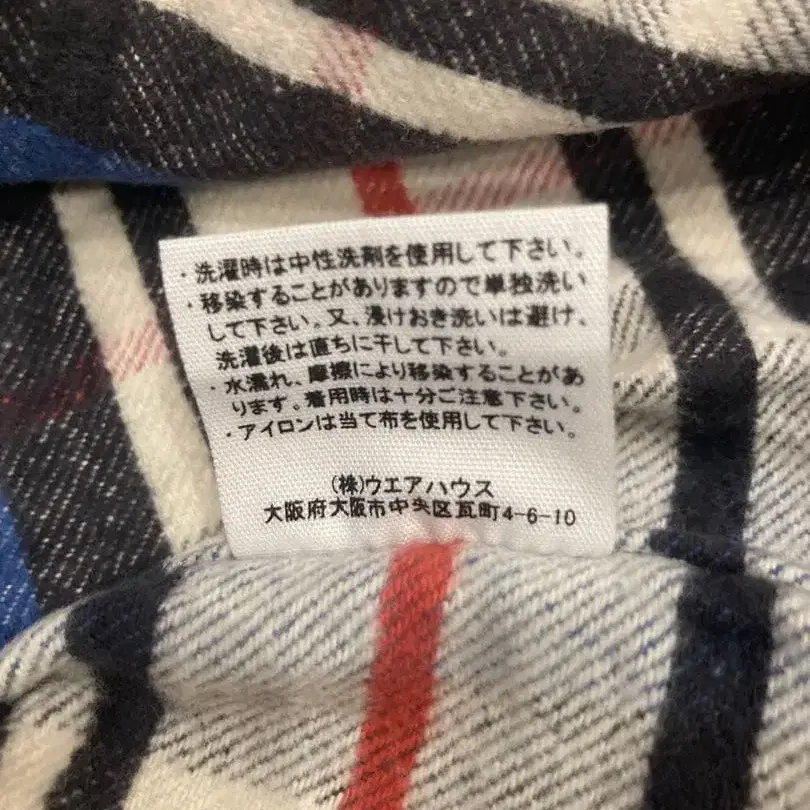 ・洗濯時は中性洗剤を使用して下さい。
・移染することがありますので単独洗い
して下さい。又、浸けおき洗いは避け、
洗濯後は直ちに干して下さい。
・水濡れ、摩擦により移染することがあ
ります。着用時は十分ご注意下さい。
・アイロンは当て布を使用して下さい。
(株)ウエアハウス
大阪府大阪市中央区瓦町4-6-10